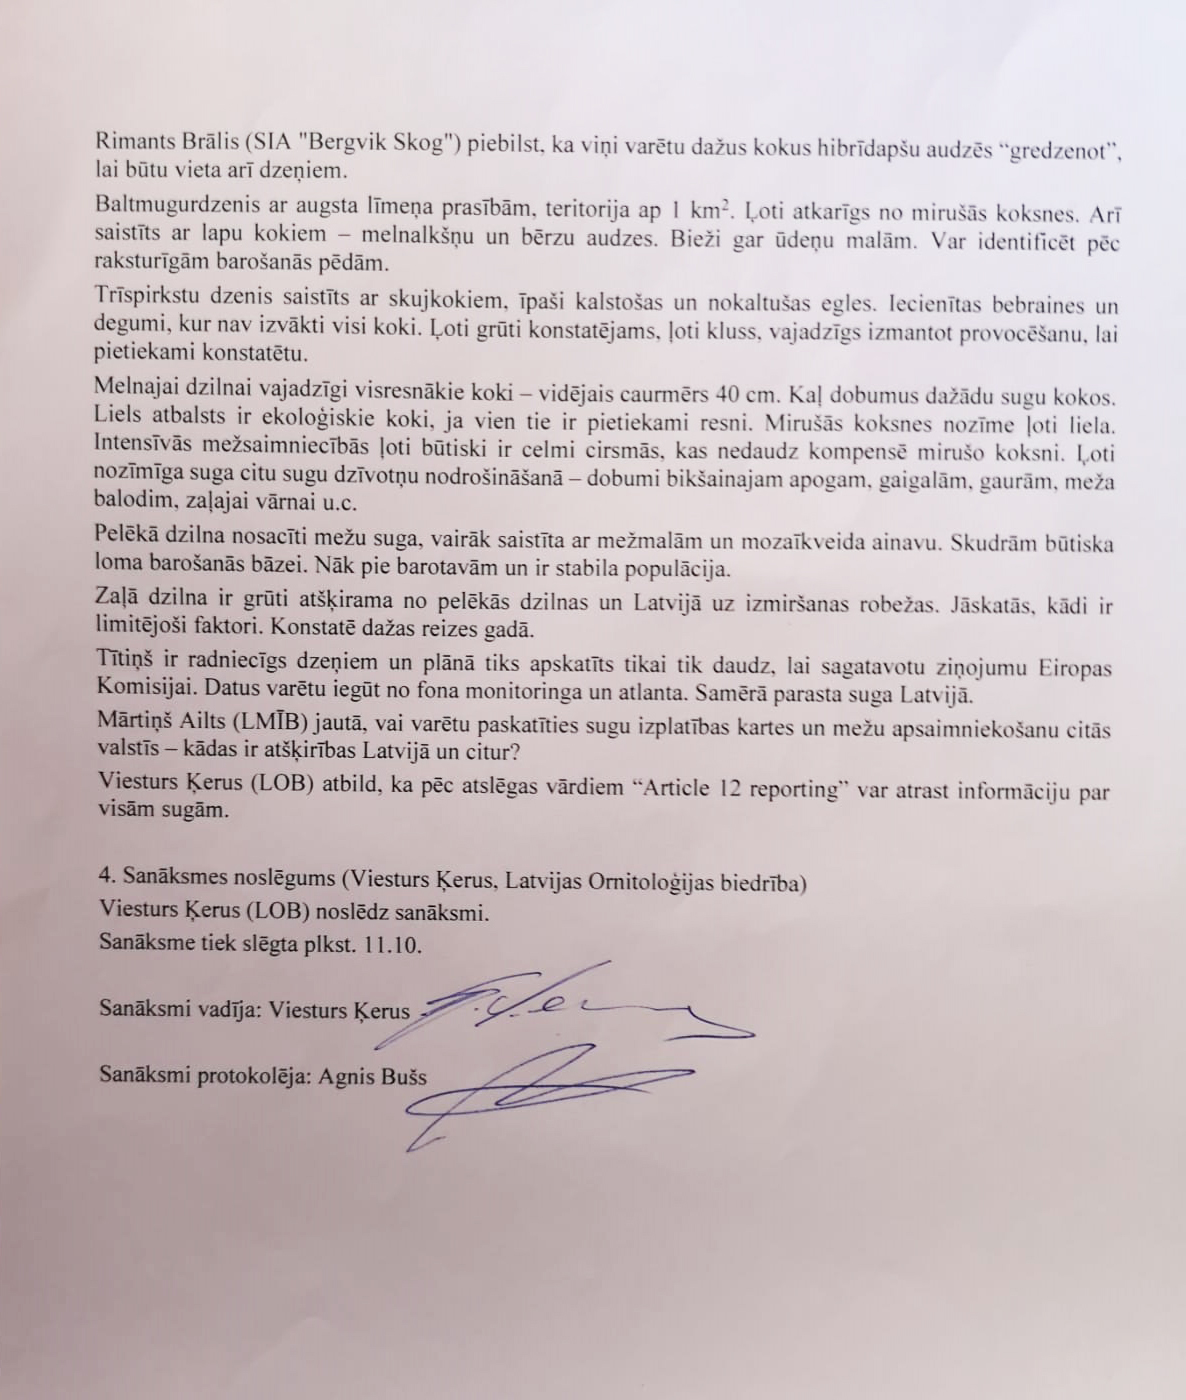 Rimants Brālis (SIA "Bergvik Skog") piebilst, ka viņi varētu dažus kokus hibrīdapšu audzēs “gredzenot”,
lai būtu vieta arī dzeņiem.
Baltmugurdzenis ar augsta līmeņa prasībām, teritorija ap 1 km². Ļoti atkarīgs no mirušās koksnes. Arī
saistīts ar lapu kokiem – melnalkšņu un bērzu audzes. Bieži gar ūdeņu malām. Var identificēt pēc
raksturīgām barošanās pēdām.
Trīspirkstu dzenis saistīts ar skujkokiem, īpaši kalstošas un nokaltušas egles. Iecienītas bebraines un
degumi, kur nav izvākti visi koki. Ļoti grūti konstatējams, ļoti kluss, vajadzīgs izmantot provocēšanu, lai
pietiekami konstatētu.
Melnajai dzilnai vajadzīgi visresnākie koki – vidējais caurmērs 40 cm. Kaļ dobumus dažādu sugu kokos.
Liels atbalsts ir ekoloģiskie koki, ja vien tie ir pietiekami resni. Mirušās koksnes nozīme ļoti liela.
Intensīvās mežsaimniecībās ļoti būtiski ir celmi cirsmās, kas nedaudz kompensē mirušo koksni. Ļoti
nozīmīga suga citu sugu dzīvotņu nodrošināšanā – dobumi bikšainajam apogam, gaigalām, gaurām, meža
balodim, zaļajai vārnai u.c.
Pelēkā dzilna nosacīti mežu suga, vairāk saistīta ar mežmalām un mozaīkveida ainavu. Skudrām būtiska
loma barošanās bāzei. Nāk pie barotavām un ir stabila populācija.
Zaļā dzilna ir grūti atšķirama no pelēkās dzilnas un Latvijā uz izmiršanas robežas. Jāskatās, kādi ir
limitējoši faktori. Konstatē dažas reizes gadā.
Tītiņš ir radniecīgs dzeņiem un plānā tiks apskatīts tikai tik daudz, lai sagatavotu ziņojumu Eiropas
Komisijai. Datus varētu iegūt no fona monitoringa un atlanta. Samērā parasta suga Latvijā.
Mārtiņš Ailts (LMĪB) jautā, vai varētu paskatīties sugu izplatības kartes un mežu apsaimniekošanu citās
valstīs – kādas ir atšķirības Latvijā un citur?
Viesturs Ķerus (LOB) atbild, ka pēc atslēgas vārdiem “Article 12 reporting” var atrast informāciju par
visām sugām.
4. Sanāksmes noslēgums (Viesturs Ķerus, Latvijas Ornitoloģijas biedrība)
Viesturs Ķerus (LOB) noslēdz sanāksmi.
Sanāksme tiek slēgta plkst. 11.10.
Sanāksmi vadīja: Viesturs Ķerus
Sanāksmi protokolēja: Agnis Bušs